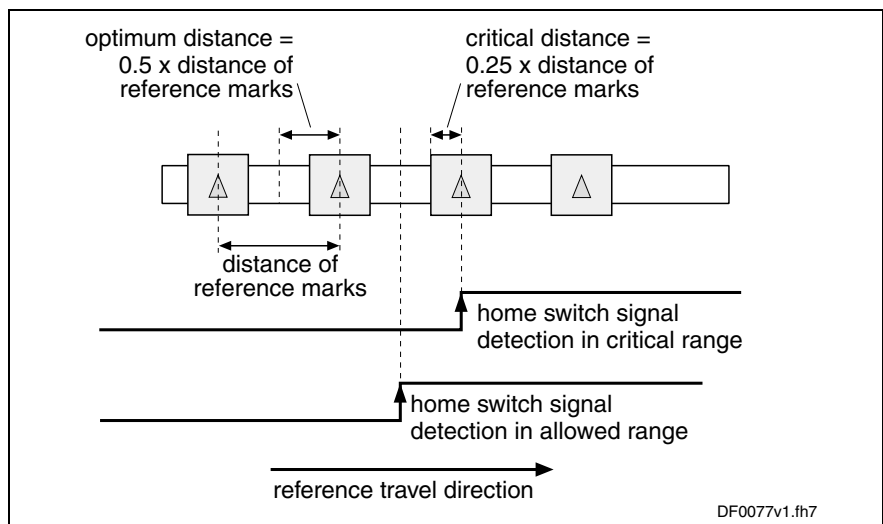 optimum distance =
0.5 x distance of
reference marks
critical distance =
0.25 x distance of
reference marks
distance of
reference marks
home switch signal
detection in critical range
home switch signal
detection in allowed range
reference travel direction
DF0077v1.fh7